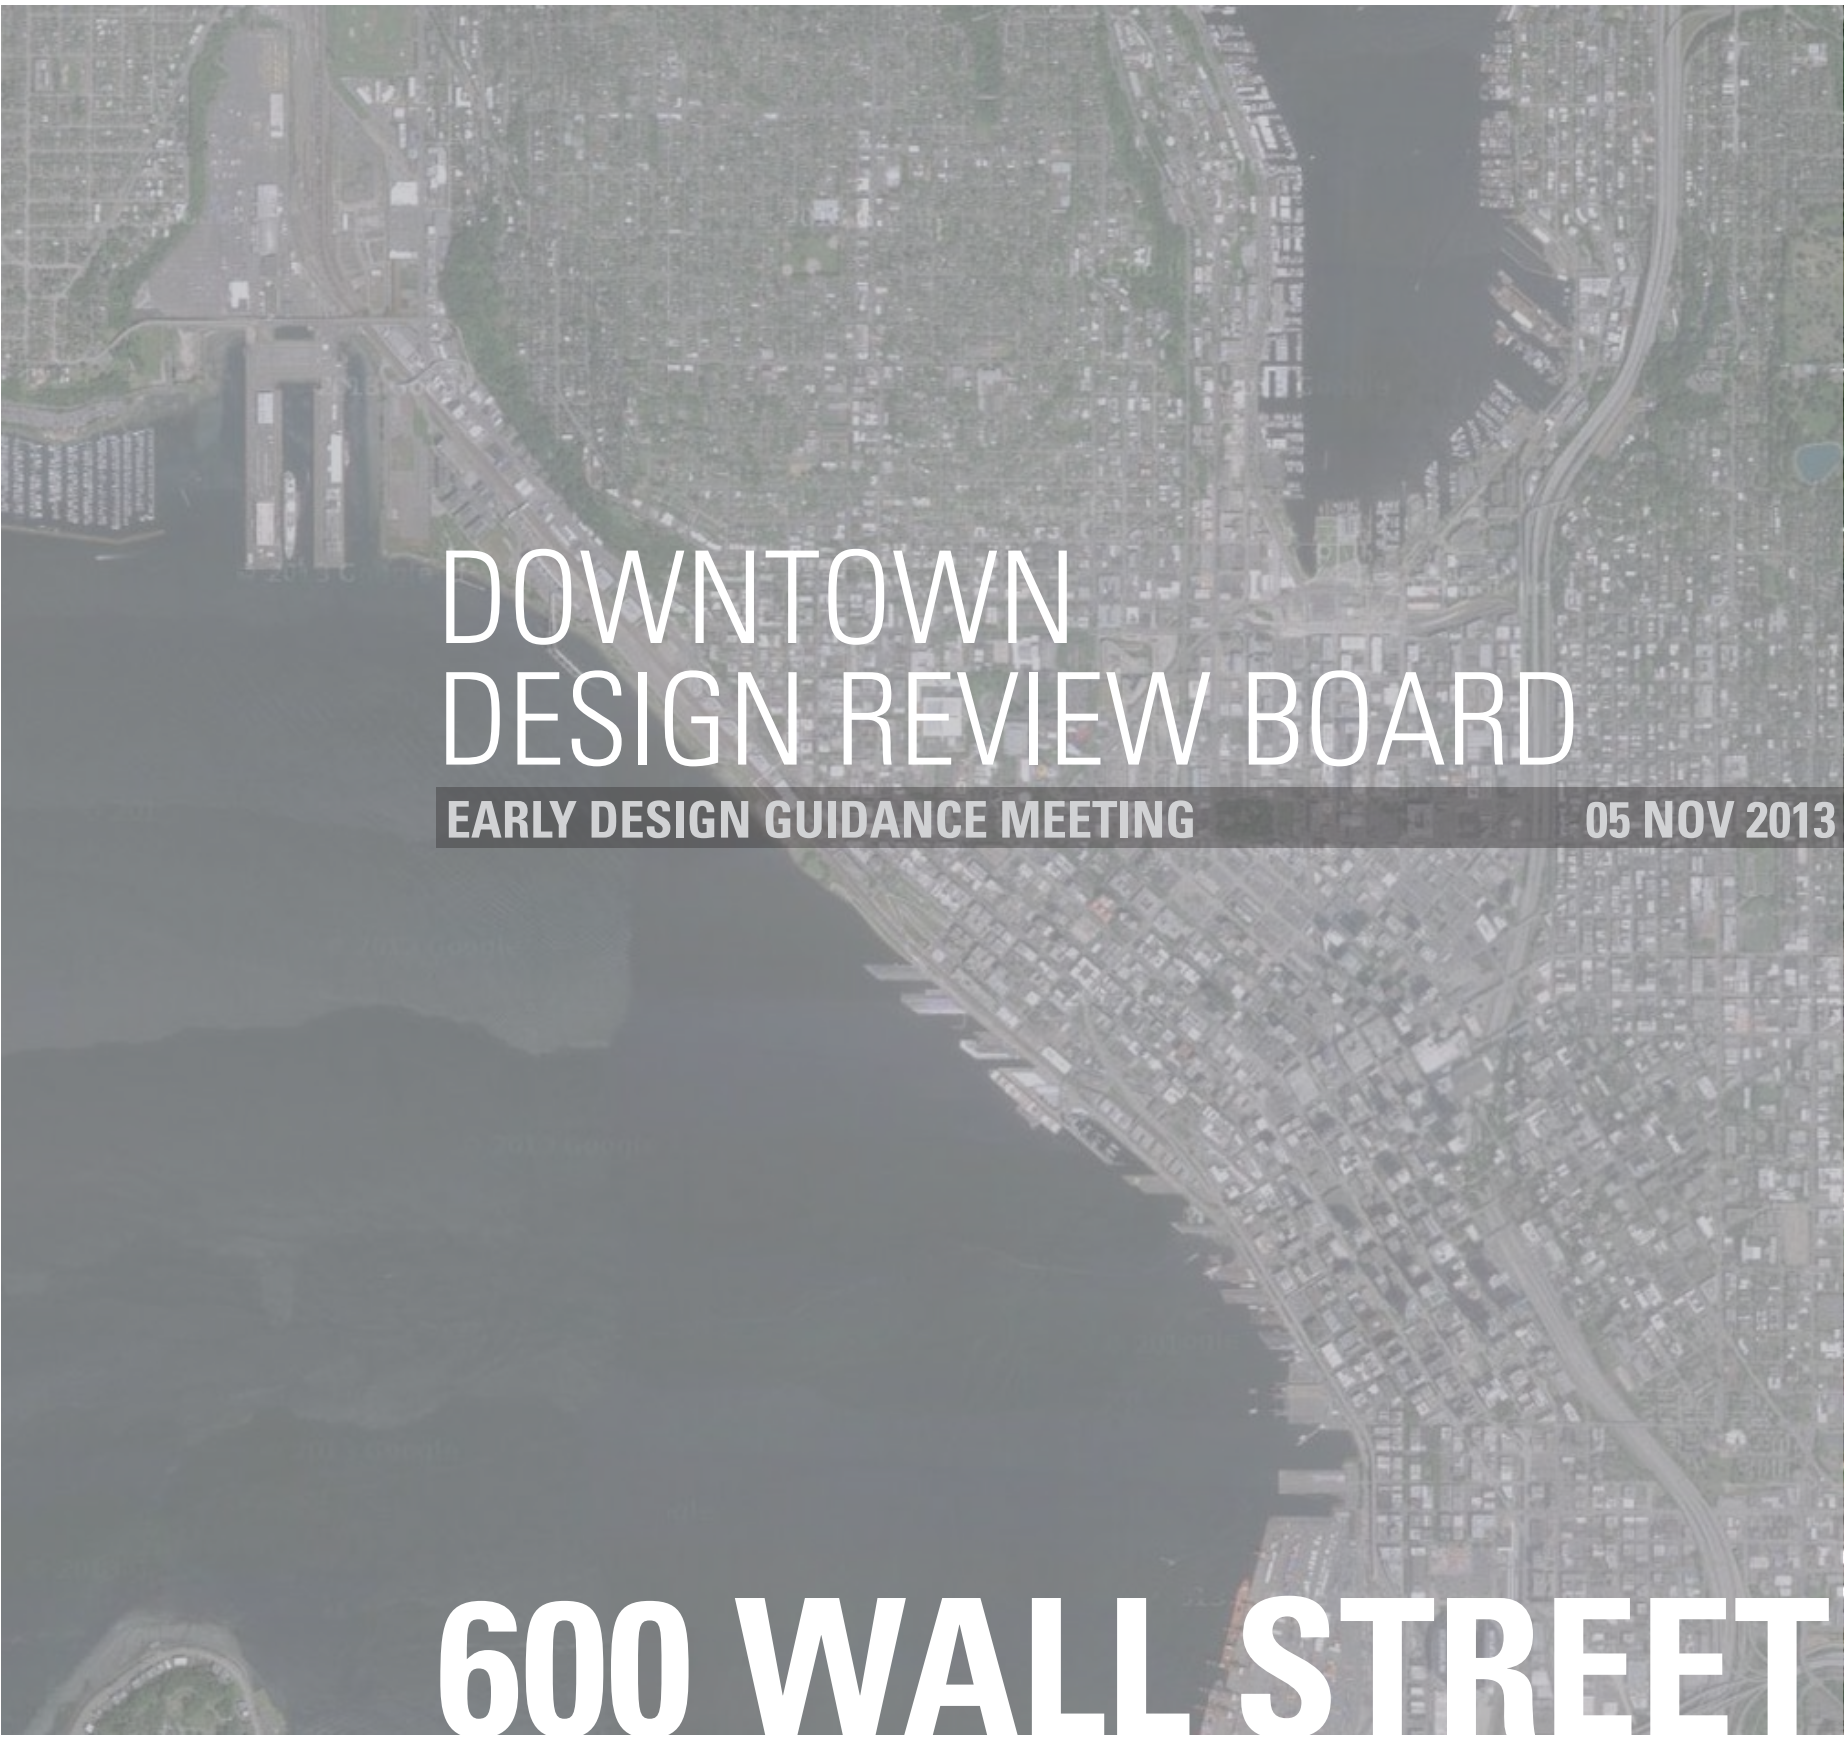 DOWNTOWN
DESIGN REVIEW BOARD
EARLY DESIGN GUIDANCE MEETING 05 NOV 2013
600 WALL STREET